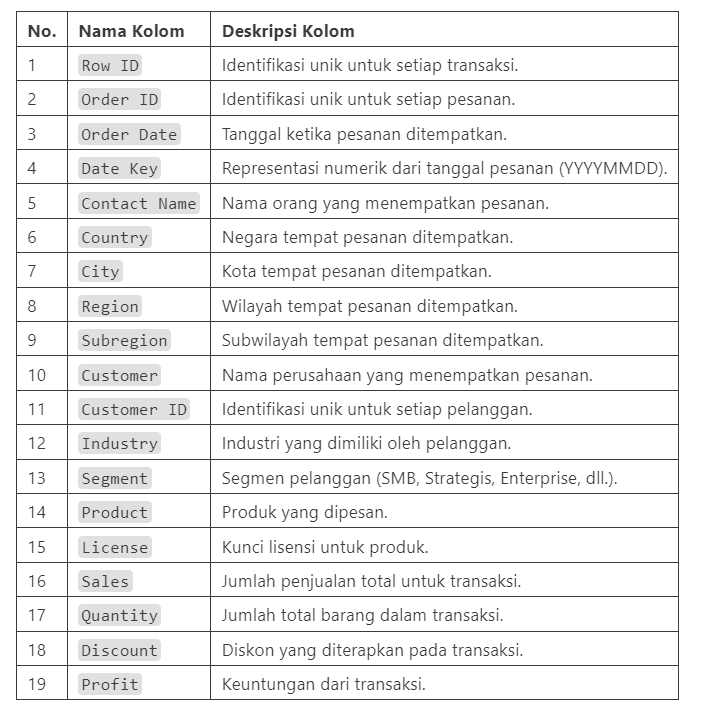 No. Nama Kolom Deskripsi Kolom
1 Row ID Identifikasi unik untuk setiap transaksi.
2 Order ID Identifikasi unik untuk setiap pesanan.
3 Order Date Tanggal ketika pesanan ditempatkan.
4 Date Key Representasi numerik dari tanggal pesanan (YYYYMMDD).
5 Contact Name Nama orang yang menempatkan pesanan.
6 Country Negara tempat pesanan ditempatkan.
7 City Kota tempat pesanan ditempatkan.
8 Region Wilayah tempat pesanan ditempatkan.
9 Subregion Subwilayah tempat pesanan ditempatkan.
10 Customer Nama perusahaan yang menempatkan pesanan.
11 Customer ID Identifikasi unik untuk setiap pelanggan.
12 Industry Industri yang dimiliki oleh pelanggan.
13 Segment Segmen pelanggan (SMB, Strategis, Enterprise, dll.).
14 Product Produk yang dipesan.
15 License Kunci lisensi untuk produk.
16 Sales Jumlah penjualan total untuk transaksi.
17 Quantity Jumlah total barang dalam transaksi.
18 Discount Diskon yang diterapkan pada transaksi.
19 Profit Keuntungan dari transaksi.